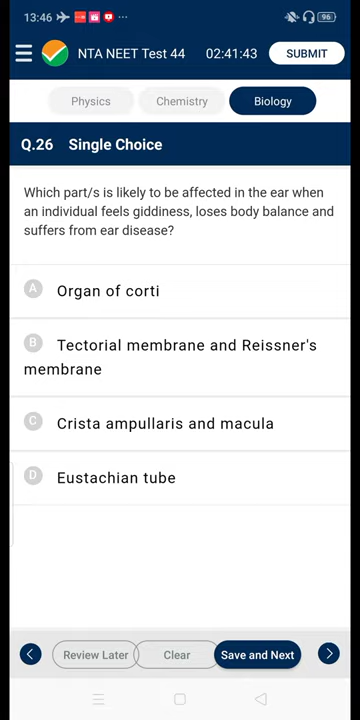 13:46
96
NTA NEET Test 44 02:41:43 SUBMIT
Physics Chemistry Biology
Q.26 Single Choice
Which part/s is likely to be affected in the ear when
an individual feels giddiness, loses body balance and
suffers from ear disease?
A Organ of corti
B Tectorial membrane and Reissner's
membrane
C Crista ampullaris and macula
D Eustachian tube
Review Later Clear Save and Next